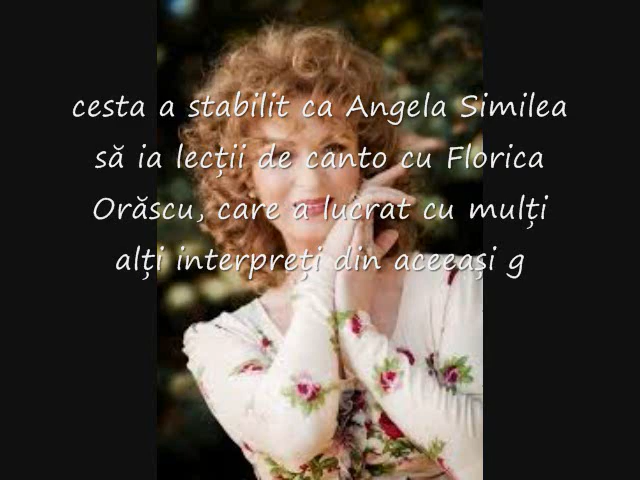 cesta a stabilit ca Angela Similea
să ia lecții de canto cu Florica
Orăscu, care a lucrat cu mulți
alți interpreți din aceeași g